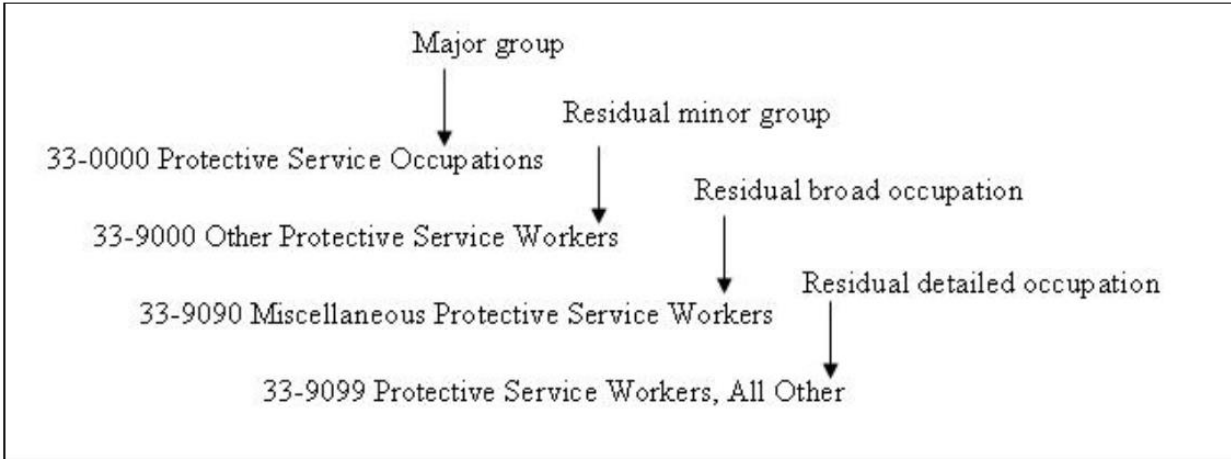 Major group
Residual minor group
33-0000 Protective Service Occupations
Residual broad occupation
33-9000 Other Protective Service Workers
Residual detailed occupation
33-9090 Miscellaneous Protective Service Workers
33-9099 Protective Service Workers, All Other